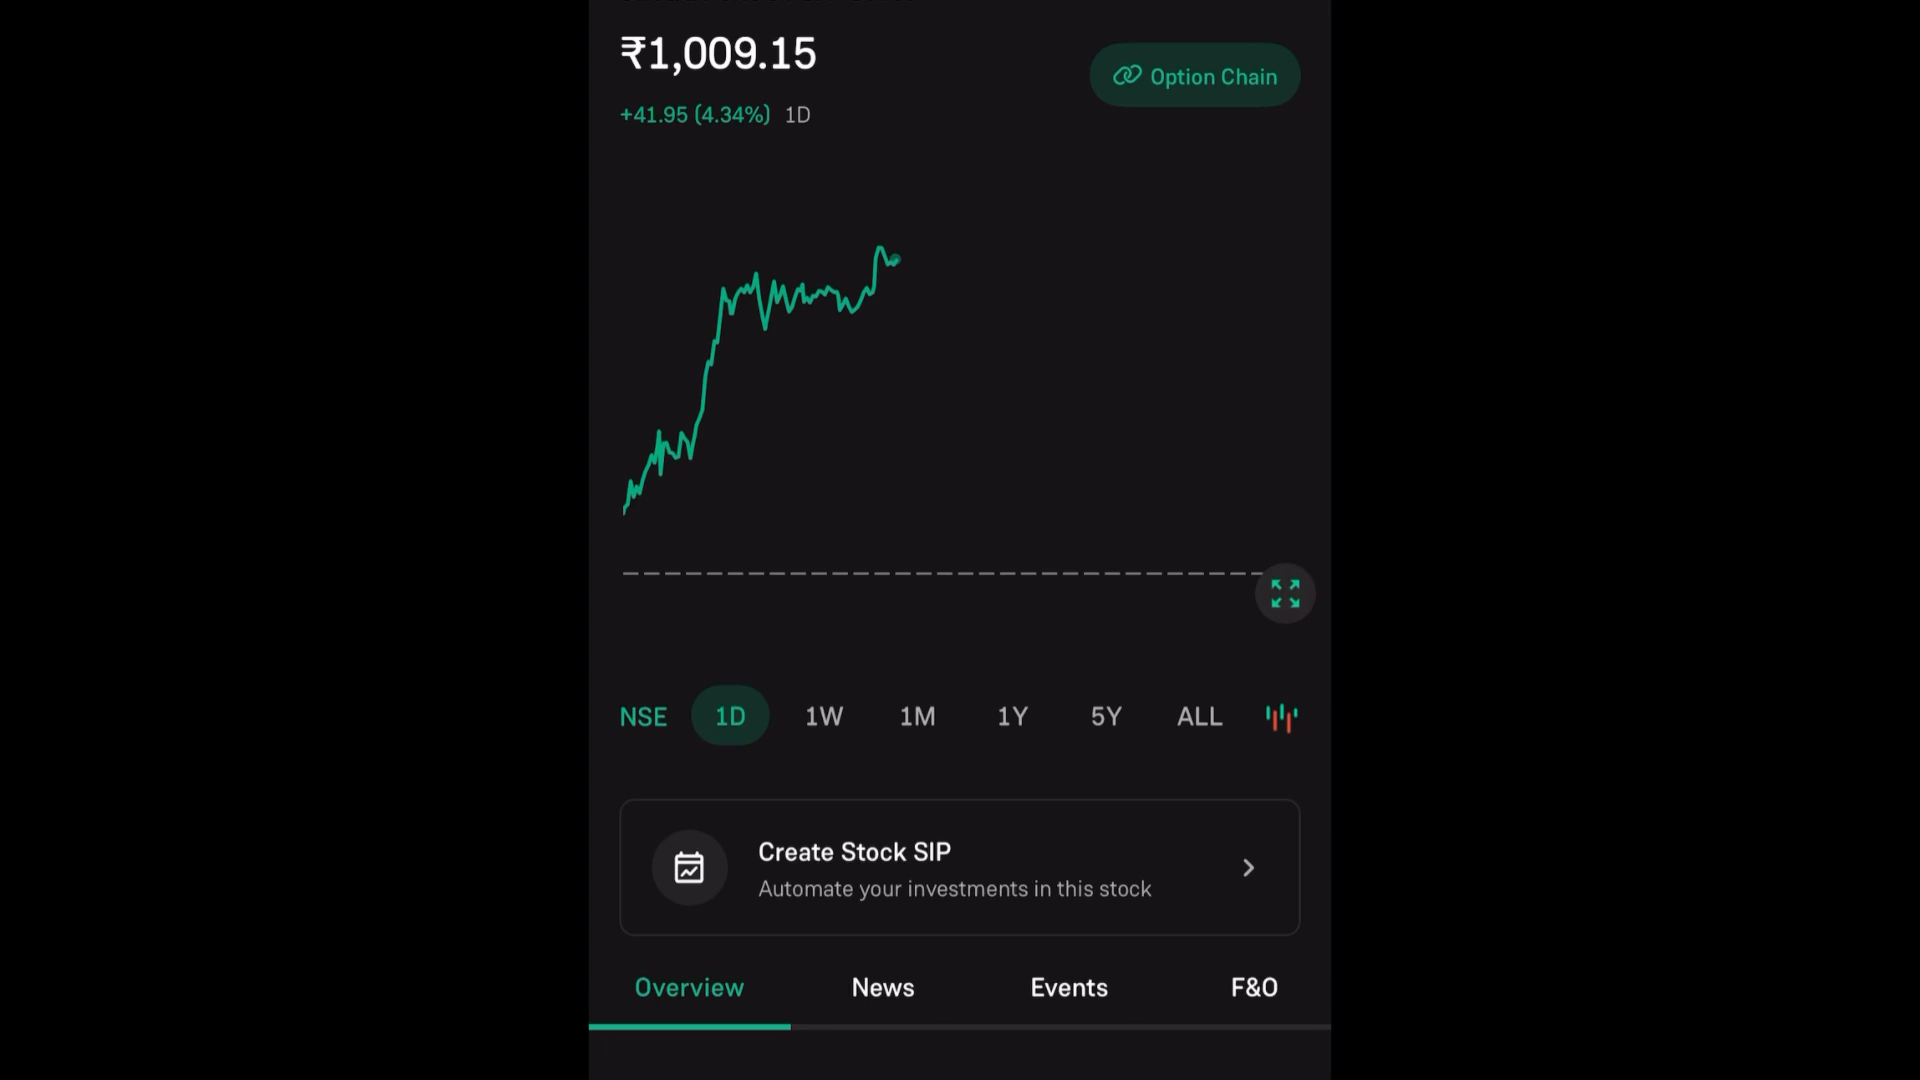 ₹1,009.15
Option Chain
+41.95 (4.34%) 1D
NSE 1D 1W 1M 1Y 5Y ALL
Create Stock SIP
Automate your investments in this stock
Overview News Events F&O